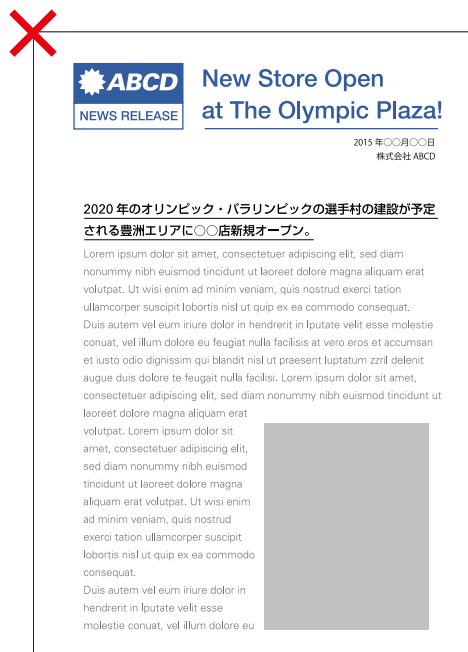 ABCD
NEWS RELEASE
New Store Open
at The Olympic Plaza!
2015 年○○月○○日
株式会社 ABCD
2020 年のオリンピック・パラリンピックの選手村の建設が予定
される豊洲エリアに○○店新規オープン。
Lorem ipsum dolor sit amet, consectetuer adipiscing elit, sed diam
nonummy nibh euismod tincidunt ut laoreet dolore magna aliquam erat
volutpat. Ut wisi enim ad minim veniam, quis nostrud exerci tation
ullamcorper suscipit lobortis nisl ut quip ex ea commodo consequat.
Duis autem vel eum iriure dolor in hendrerit in lputate velit esse molestie
conuat, vel illum dolore eu feugiat nulla facilisis at vero eros et accumsan
et iusto odio dignissim qui blandit nisl ut praesent luptatum zzril delenit
augue duis dolore te feugait nulla facilisi. Lorem ipsum dolor sit amet,
consectetuer adipiscing elit, sed diam nonummy nibh euismod tincidunt ut
laoreet dolore magna aliquam erat
volutpat. Lorem ipsum dolor sit
amet, consectetuer adipiscing elit,
sed diam nonummy nibh euismod
tincidunt ut laoreet dolore magna
aliquam erat volutpat. Ut wisi enim
ad minim veniam, quis nostrud
exerci tation ullamcorper suscipit
lobortis nisl ut quip ex ea commodo
consequat.
Duis autem vel eum iriure dolor in
hendrerit in lputate velit esse
molestie conuat, vel illum dolore eu